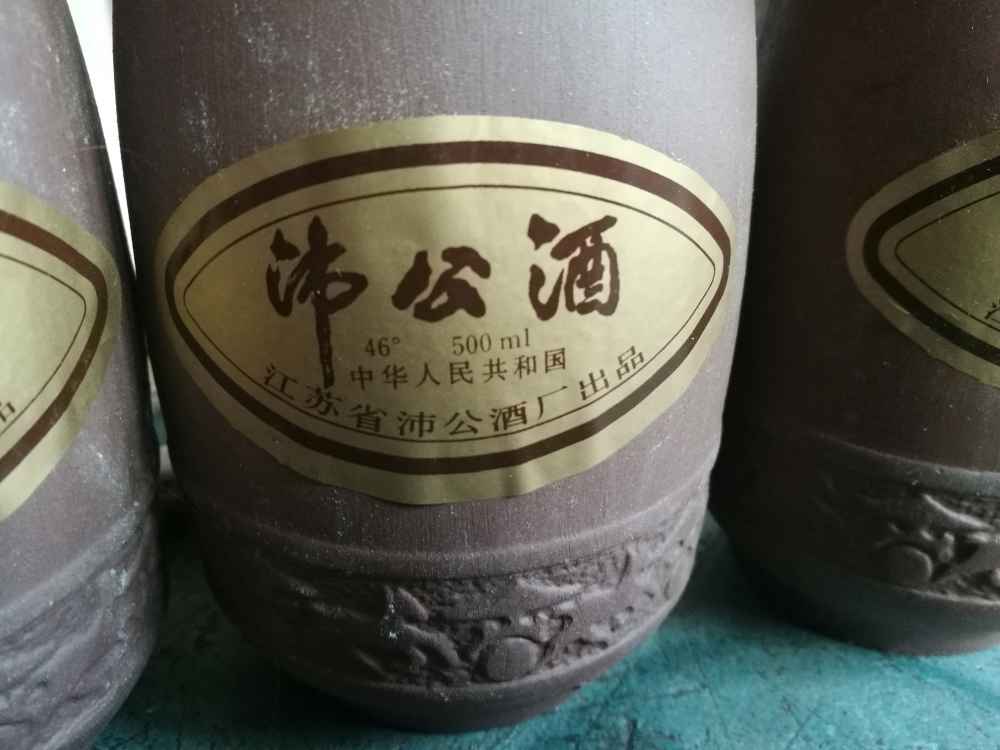 沛公酒
46° 500 ml
中华人民共和国
江苏省沛公酒厂出品
品